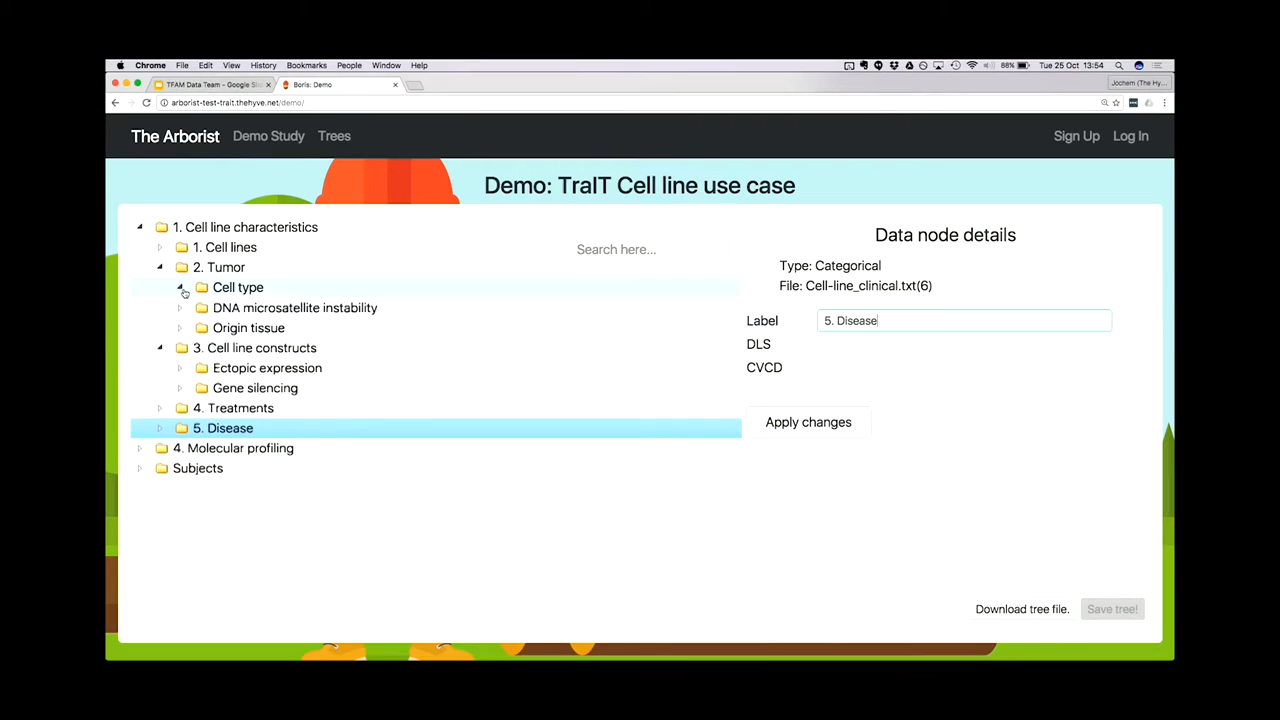 Chrome File Edit View History Bookmarks People Window Help 88% Tue 25 Oct 13:54
TFAM Data Team - Google Sli Boris: Demo Jochem (The Hy...
arborist-test-trait.thehyve.net/demo/
The Arborist Demo Study Trees Sign Up Log In
Demo: TraIT Cell line use case
1. Cell line characteristics
1. Cell lines
2. Tumor
Cell type
DNA microsatellite instability
Origin tissue
3. Cell line constructs
Ectopic expression
Gene silencing
4. Treatments
5. Disease
4. Molecular profiling
Subjects
Search here...
Data node details
Type: Categorical
File: Cell-line_clinical.txt(6)
Label 5. Disease
DLS
CVCD
Apply changes
Download tree file. Save tree!